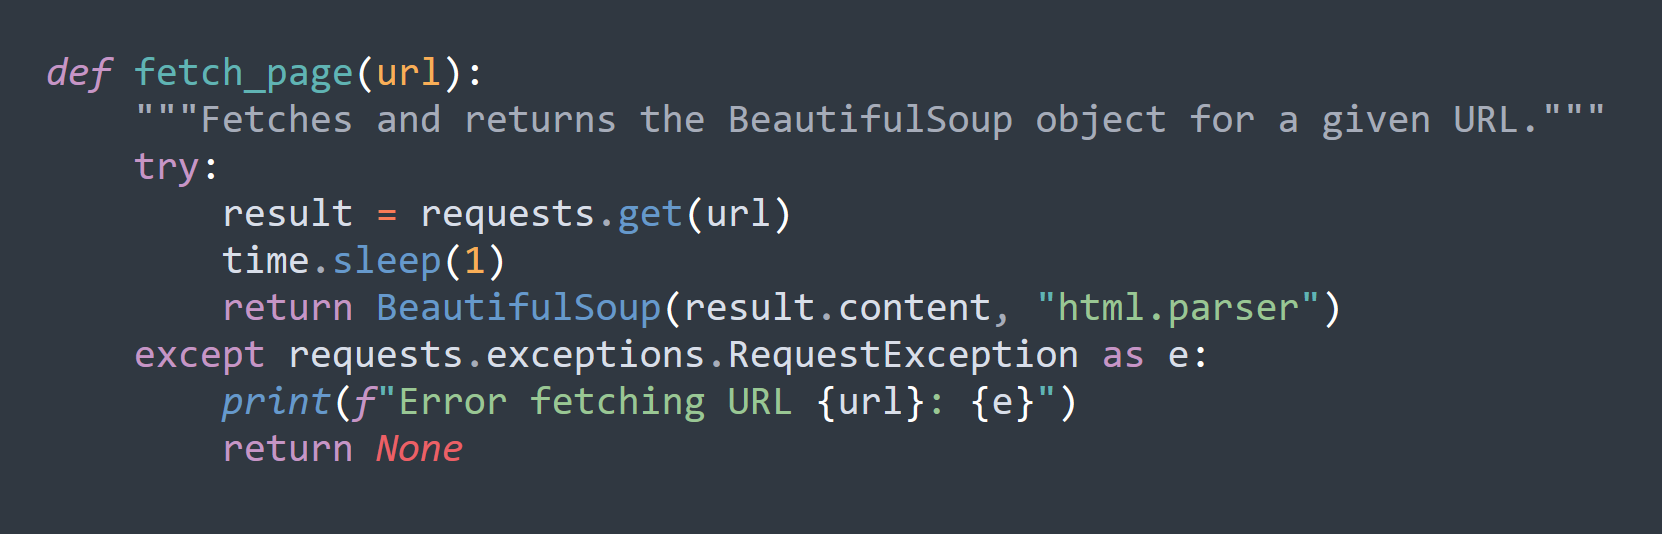 def fetch_page(url):
    """Fetches and returns the BeautifulSoup object for a given URL."""
    try:
        result = requests.get(url)
        time.sleep(1)
        return BeautifulSoup(result.content, "html.parser")
    except requests.exceptions.RequestException as e:
        print(f"Error fetching URL {url}: {e}")
        return None